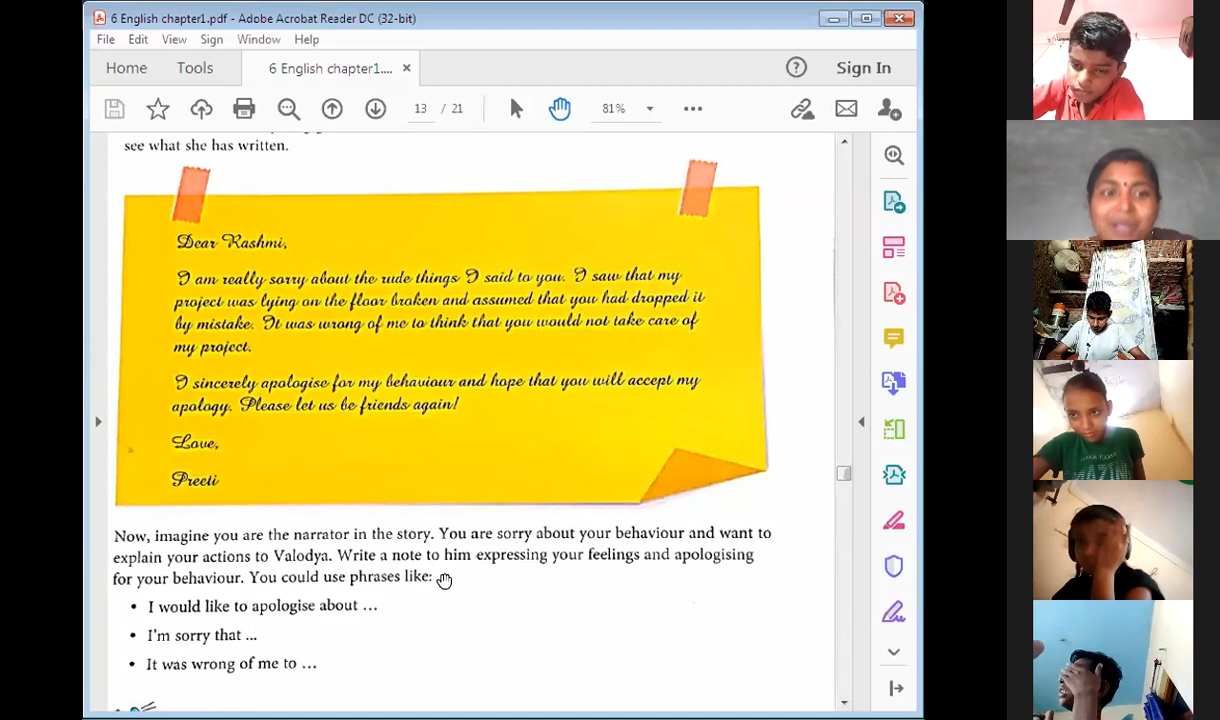 6 English chapter1.pdf - Adobe Acrobat Reader DC (32-bit)
File Edit View Sign Window Help
Home Tools 6 English chapter1.... × Sign In
13 / 21 81%
see what she has written.
Dear Rashmi,
I am really sorry about the rude things I said to you. I saw that my
project was lying on the floor broken and assumed that you had dropped it
by mistake. It was wrong of me to think that you would not take care of
my project.
I sincerely apologise for my behaviour and hope that you will accept my
apology. Please let us be friends again!
Love,
Preeti
Now, imagine you are the narrator in the story. You are sorry about your behaviour and want to
explain your actions to Valodya. Write a note to him expressing your feelings and apologising
for your behaviour. You could use phrases like:
• I would like to apologise about ...
• I'm sorry that ...
• It was wrong of me to ...